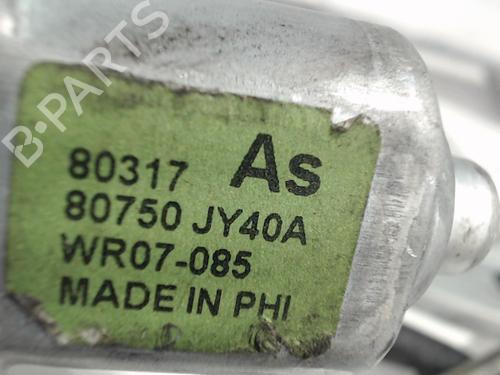 B-PARTS
80317 As
80750 JY40A
WR07-085
MADE IN PHI